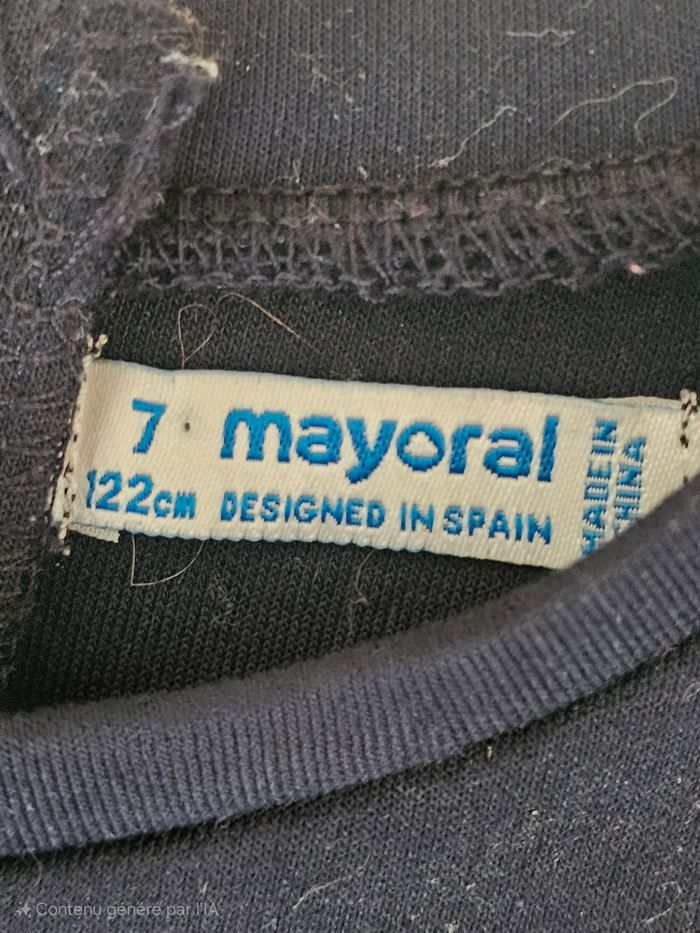 7 mayoral
122cm DESIGNED IN SPAIN
MADE IN
CHINA
Contenu généré par l'IA